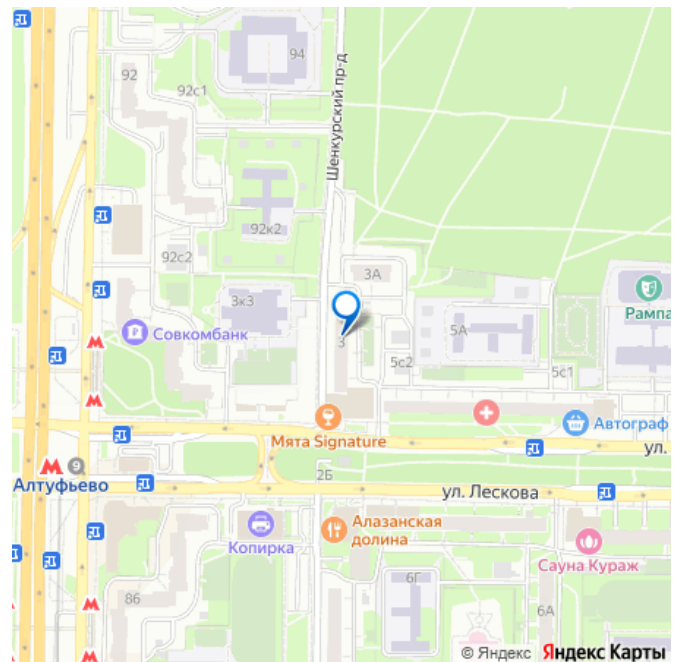 94
92
92с1
Шенкурский пр-д
92к2
92с2
3А
3к3
Рампа
Совкомбанк
3
5А
5с2
5с1
Автограф
Мята Signature
ул.
9
Алтуфьево
2Б
ул. Лескова
Копирка
Алазанская
долина
Сауна Кураж
86
6Г
6А
© Яндекс Яндекс Карты